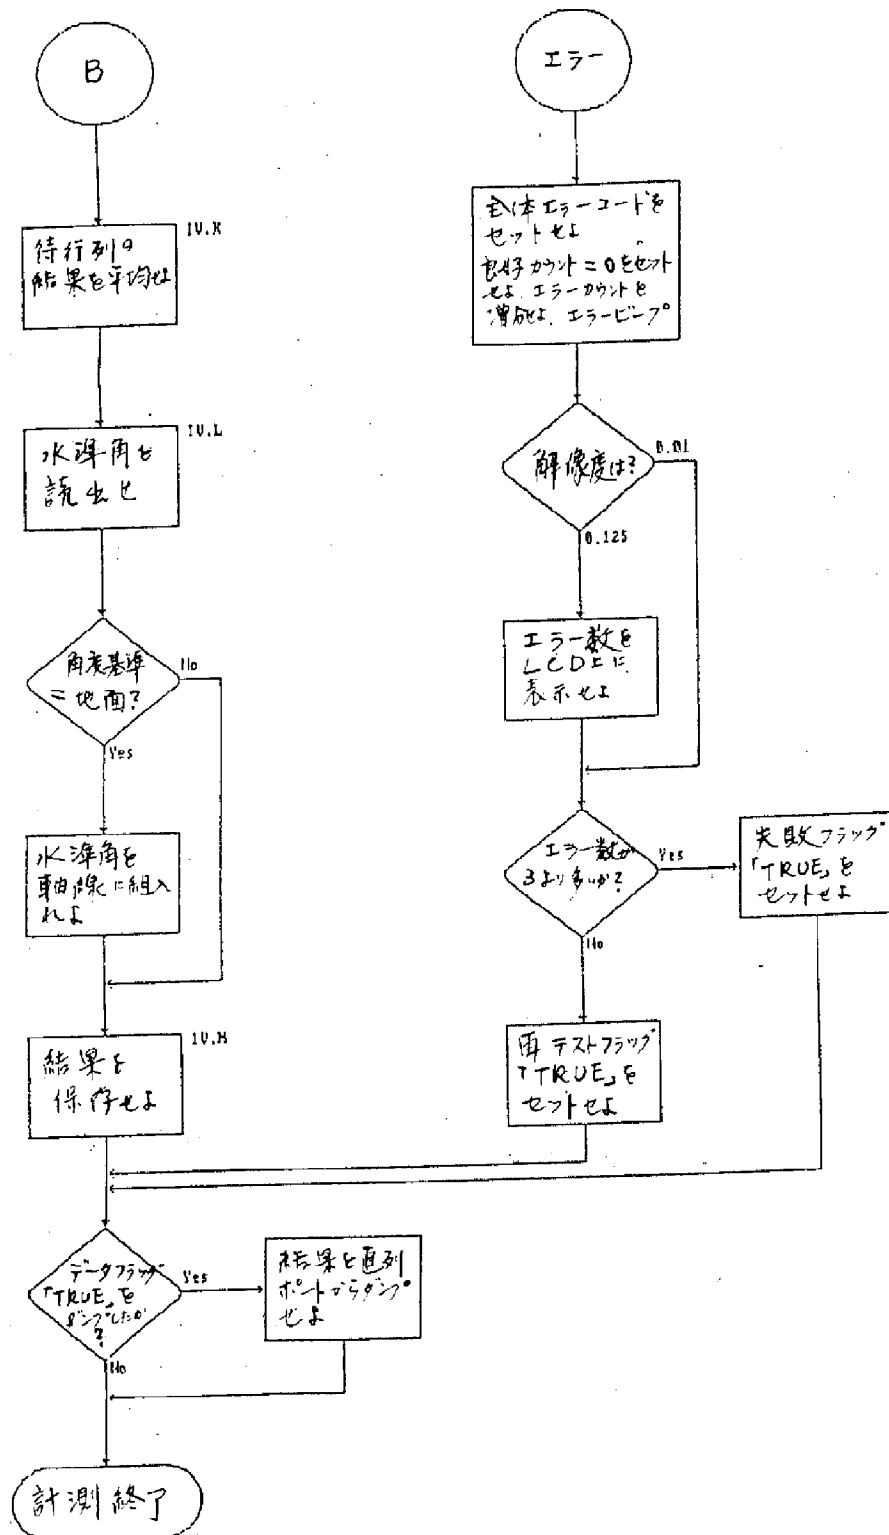 B
IV.K
待行列の
結果を平均せよ
IV.L
水準角を
読出せ
角度基準
=地面?
No
Yes
水準角を
軸線に組入
れよ
IV.M
結果を
保存せよ
データフラッグ
「TRUE」を
ダンプしたか
?
Yes
No
結果を直列
ポートからダンプ
せよ
計測終了
エラー
全体エラーコードを
セットせよ
良好カウント=0をセット
せよ.エラーカウントを
増分せよ.エラービープ
解像度は?
0.01
0.125
エラー数を
LCD上に
表示せよ
エラー数が
3より多いか?
Yes
No
失敗フラッグ
「TRUE」を
セットせよ
再テストフラッグ
「TRUE」を
セットせよ